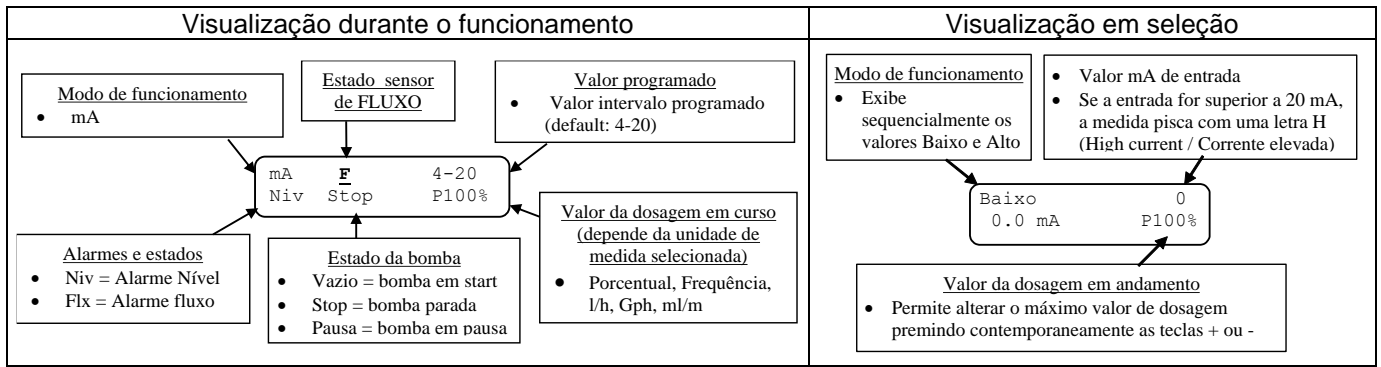 Visualização durante o funcionamento
Modo de funcionamento
• mA
Estado sensor
de FLUXO
Valor programado
• Valor intervalo programado
(default: 4-20)
mA F 4-20
Niv Stop P100%
Alarmes e estados
• Niv = Alarme Nível
• Flx = Alarme fluxo
Estado da bomba
• Vazio = bomba em start
• Stop = bomba parada
• Pausa = bomba em pausa
Valor da dosagem em curso
(depende da unidade de
medida selecionada)
• Porcentual, Frequência,
l/h, Gph, ml/m
Visualização em seleção
Modo de funcionamento
• Exibe
sequencialmente os
valores Baixo e Alto
• Valor mA de entrada
• Se a entrada for superior a 20 mA,
a medida pisca com uma letra H
(High current / Corrente elevada)
Baixo 0
0.0 mA P100%
Valor da dosagem em andamento
• Permite alterar o máximo valor de dosagem
premindo contemporaneamente as teclas + ou -